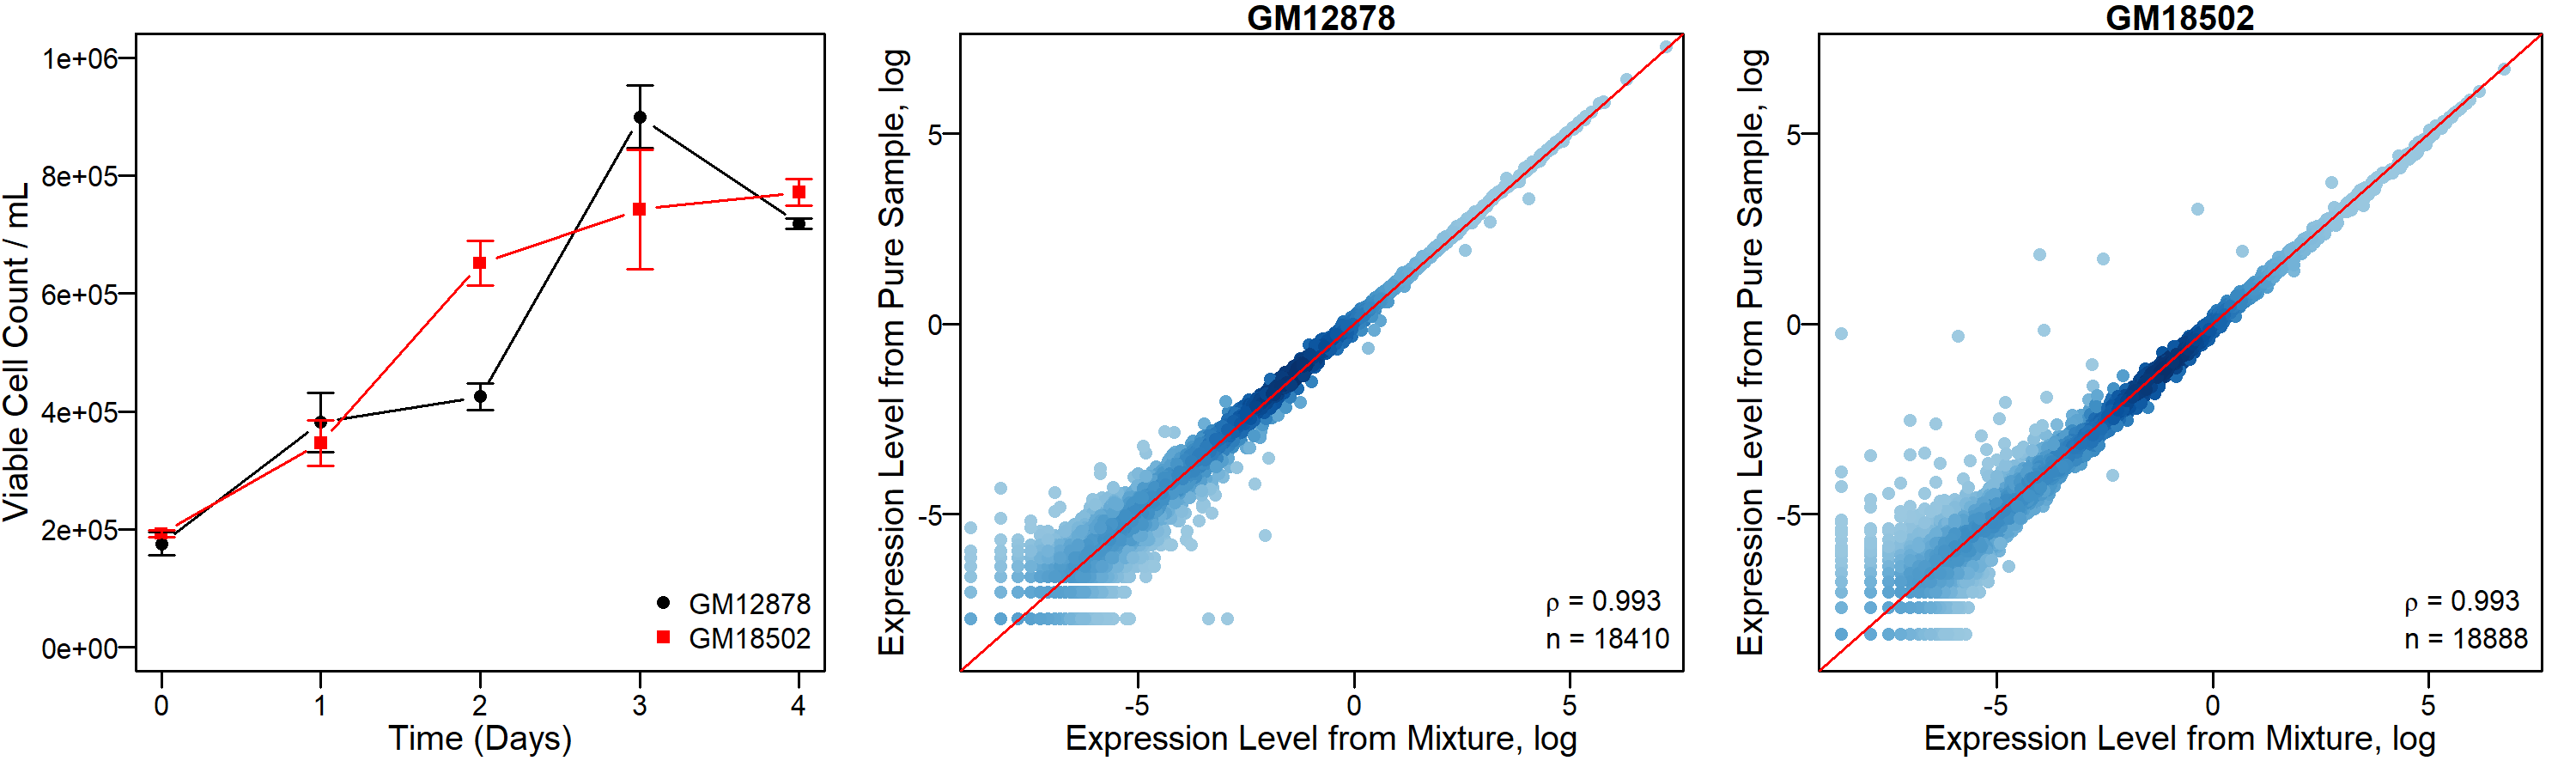 1e+06
8e+05
6e+05
4e+05
2e+05
0e+00
Viable Cell Count / mL
GM12878
GM18502
0
1
2
3
4
Time (Days)
GM12878
5
0
-5
Expression Level from Pure Sample, log
ρ = 0.993
n = 18410
-5
0
5
Expression Level from Mixture, log
GM18502
5
0
-5
Expression Level from Pure Sample, log
ρ = 0.993
n = 18888
-5
0
5
Expression Level from Mixture, log